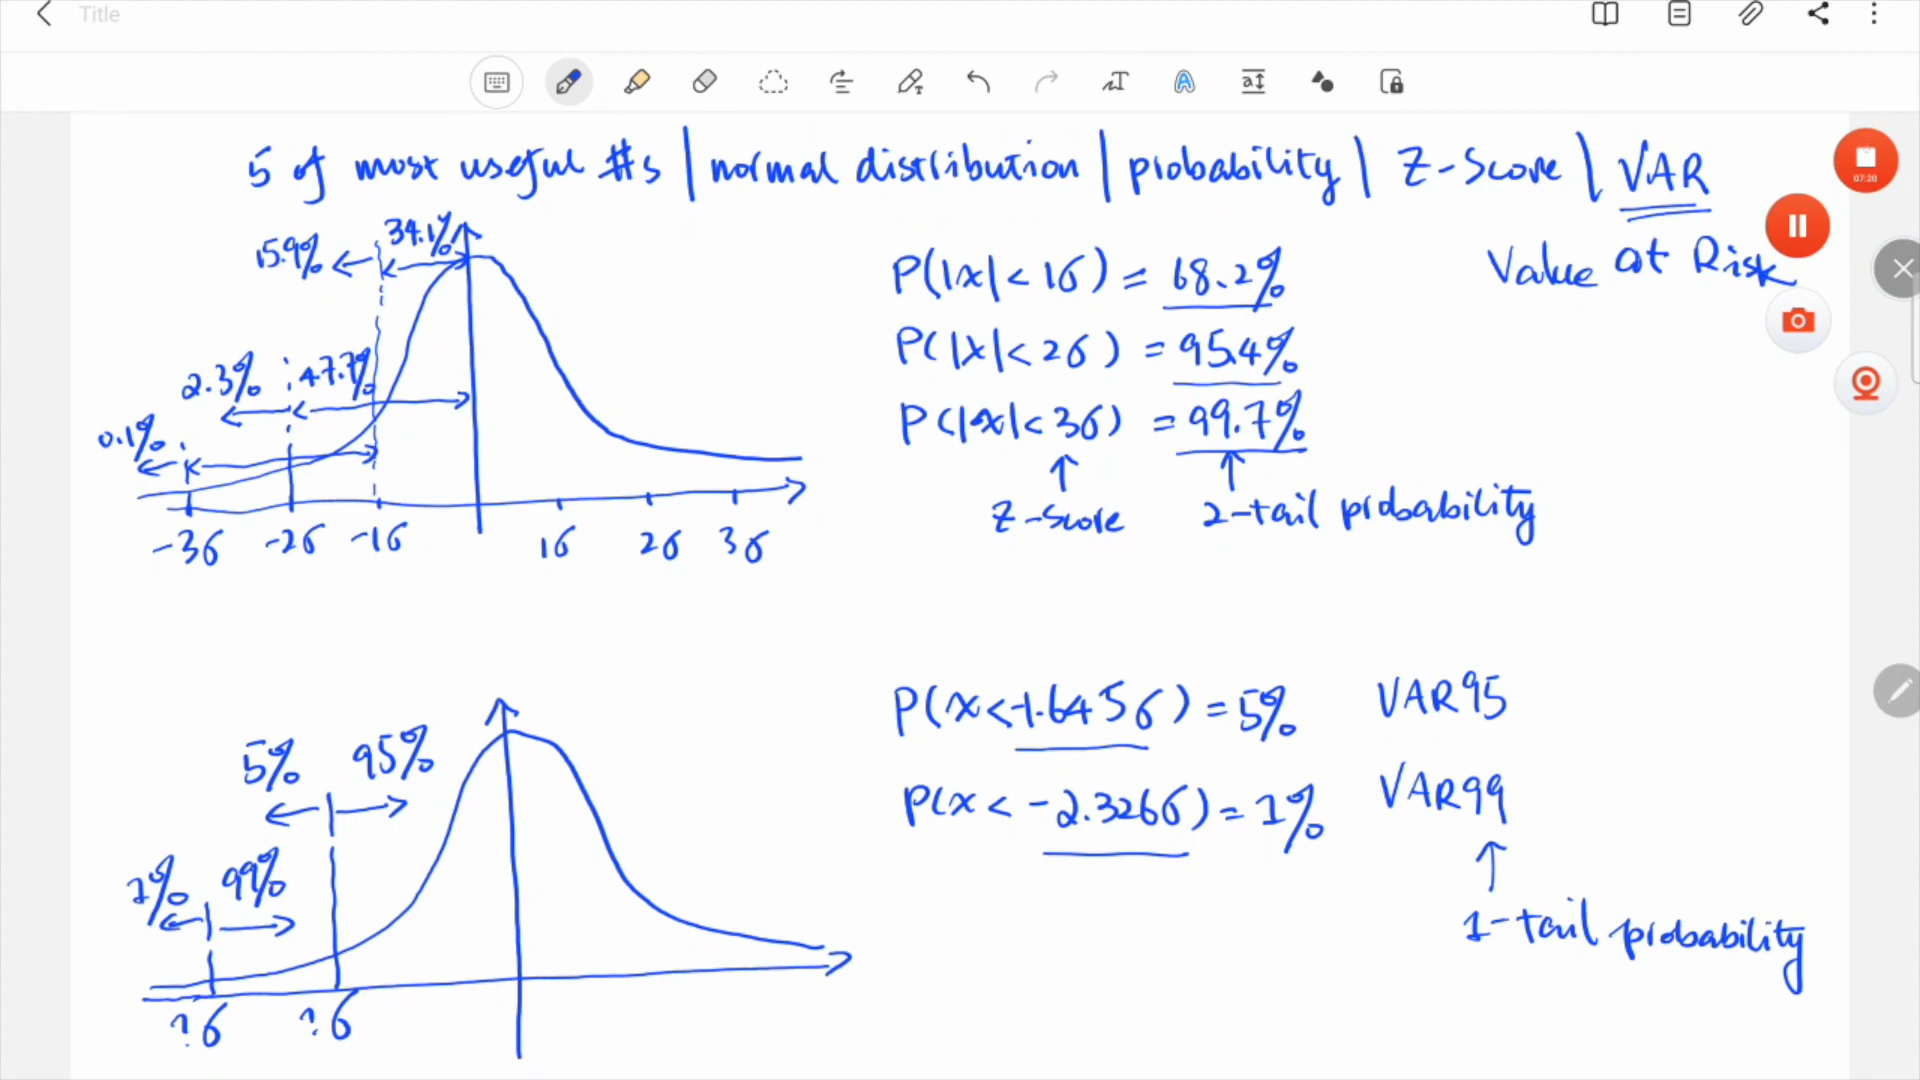 Title
07:20
5 of most useful #s | normal distribution | probability | Z-Score | VAR
Value at Risk
34.1%
15.9%
47.7%
2.3%
0.1%
-3σ -2σ -1σ 1σ 2σ 3σ
P(|x|<1σ) = 68.2%
P(|x|<2σ) = 95.4%
P(|x|<3σ) = 99.7%
Z-Score 2-tail probability
5% 95%
1% 99%
?σ ?σ
P(x<-1.645σ) = 5% VAR95
P(x<-2.326σ) = 1% VAR99
1-tail probability